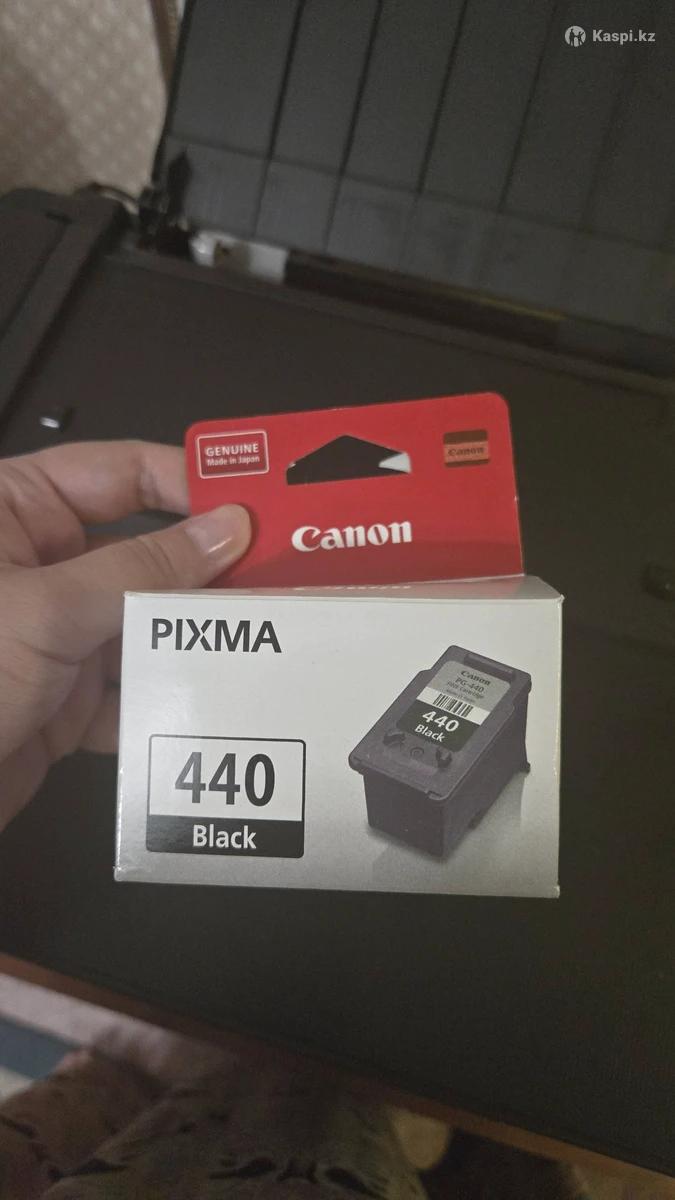 Kaspi.kz
GENUINE
Made in Japan
Canon
Canon
PIXMA
Canon
PG-440
440
Black
440
Black